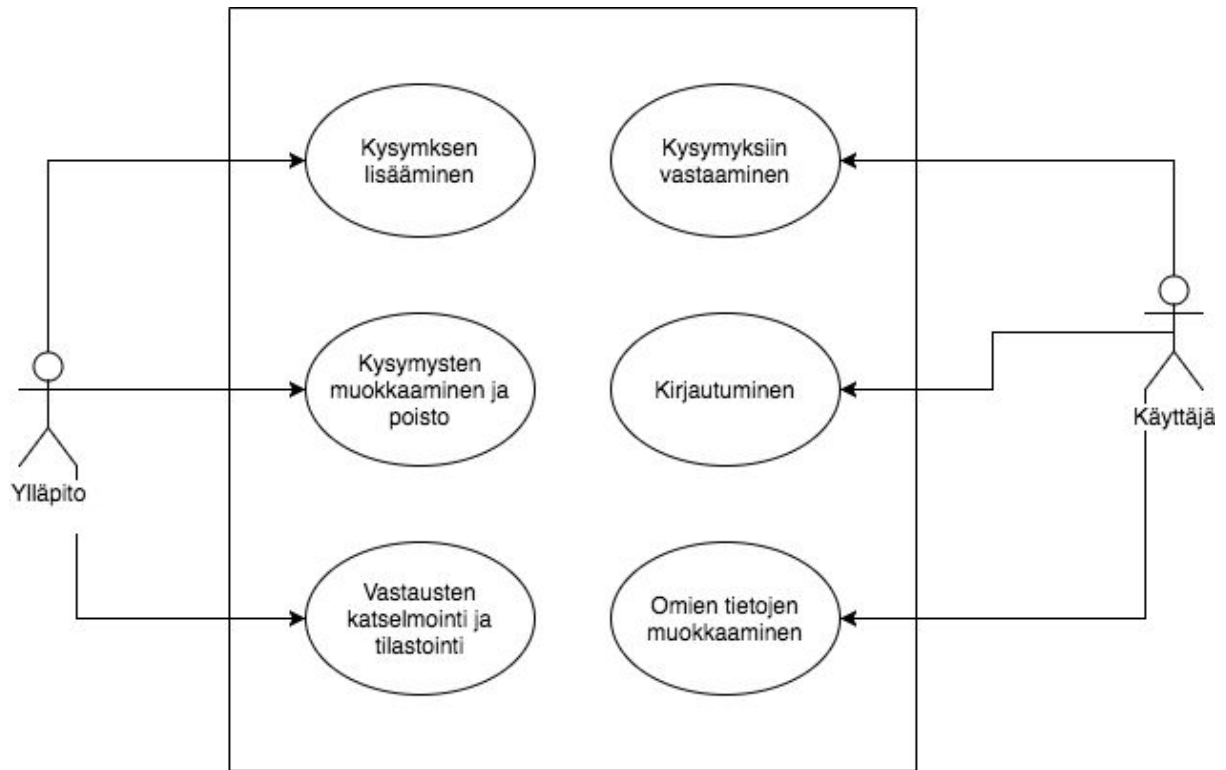 Kysymksen
lisääminen
Kysymyksiin
vastaaminen
Kysymysten
muokkaaminen ja
poisto
Kirjautuminen
Käyttäjä
Ylläpito
Vastausten
katselmointi ja
tilastointi
Omien tietojen
muokkaaminen